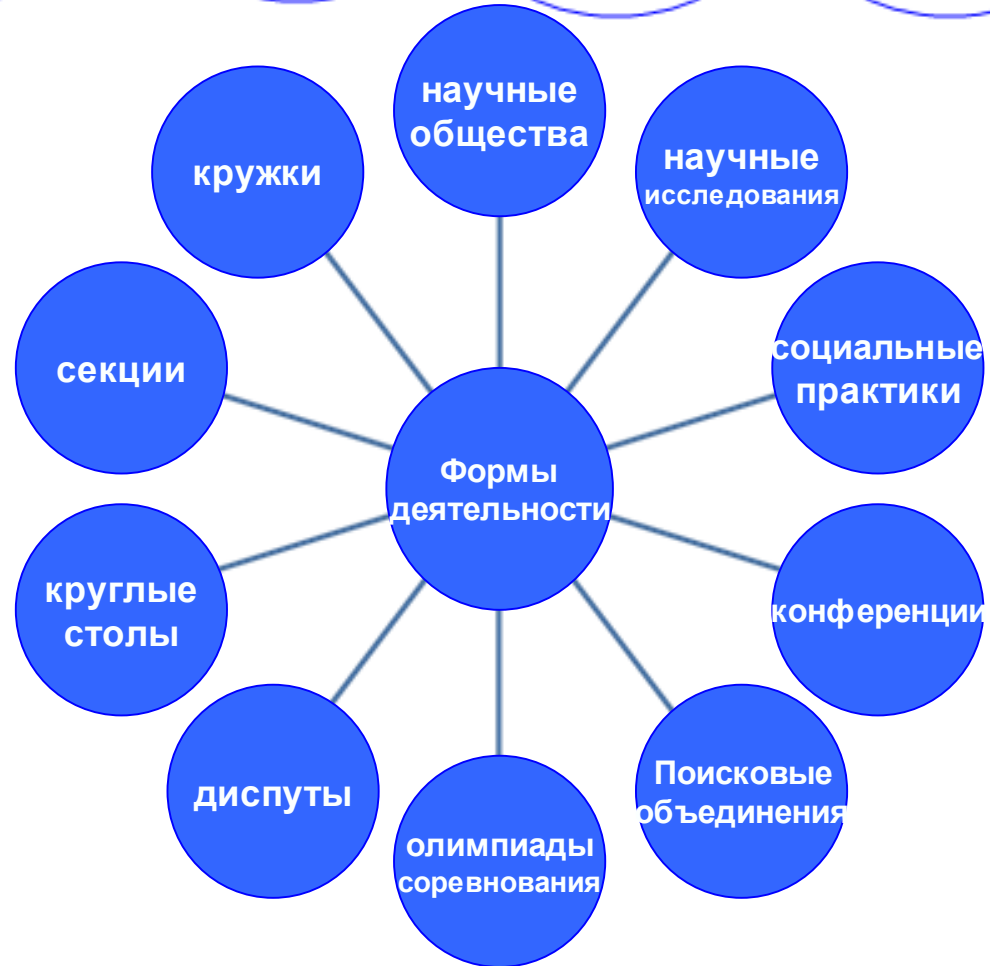 научные
общества
научные
исследования
кружки
социальные
практики
секции
Формы
деятельности
круглые
столы
конференции
Поисковые
объединения
диспуты
олимпиады
соревнования